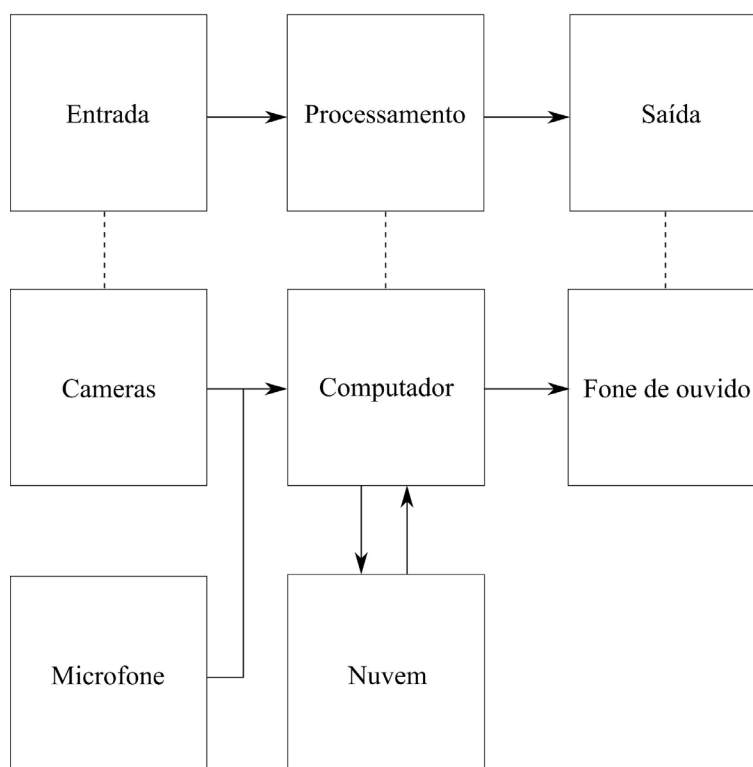 Entrada
Processamento
Saída
Cameras
Computador
Fone de ouvido
Microfone
Nuvem